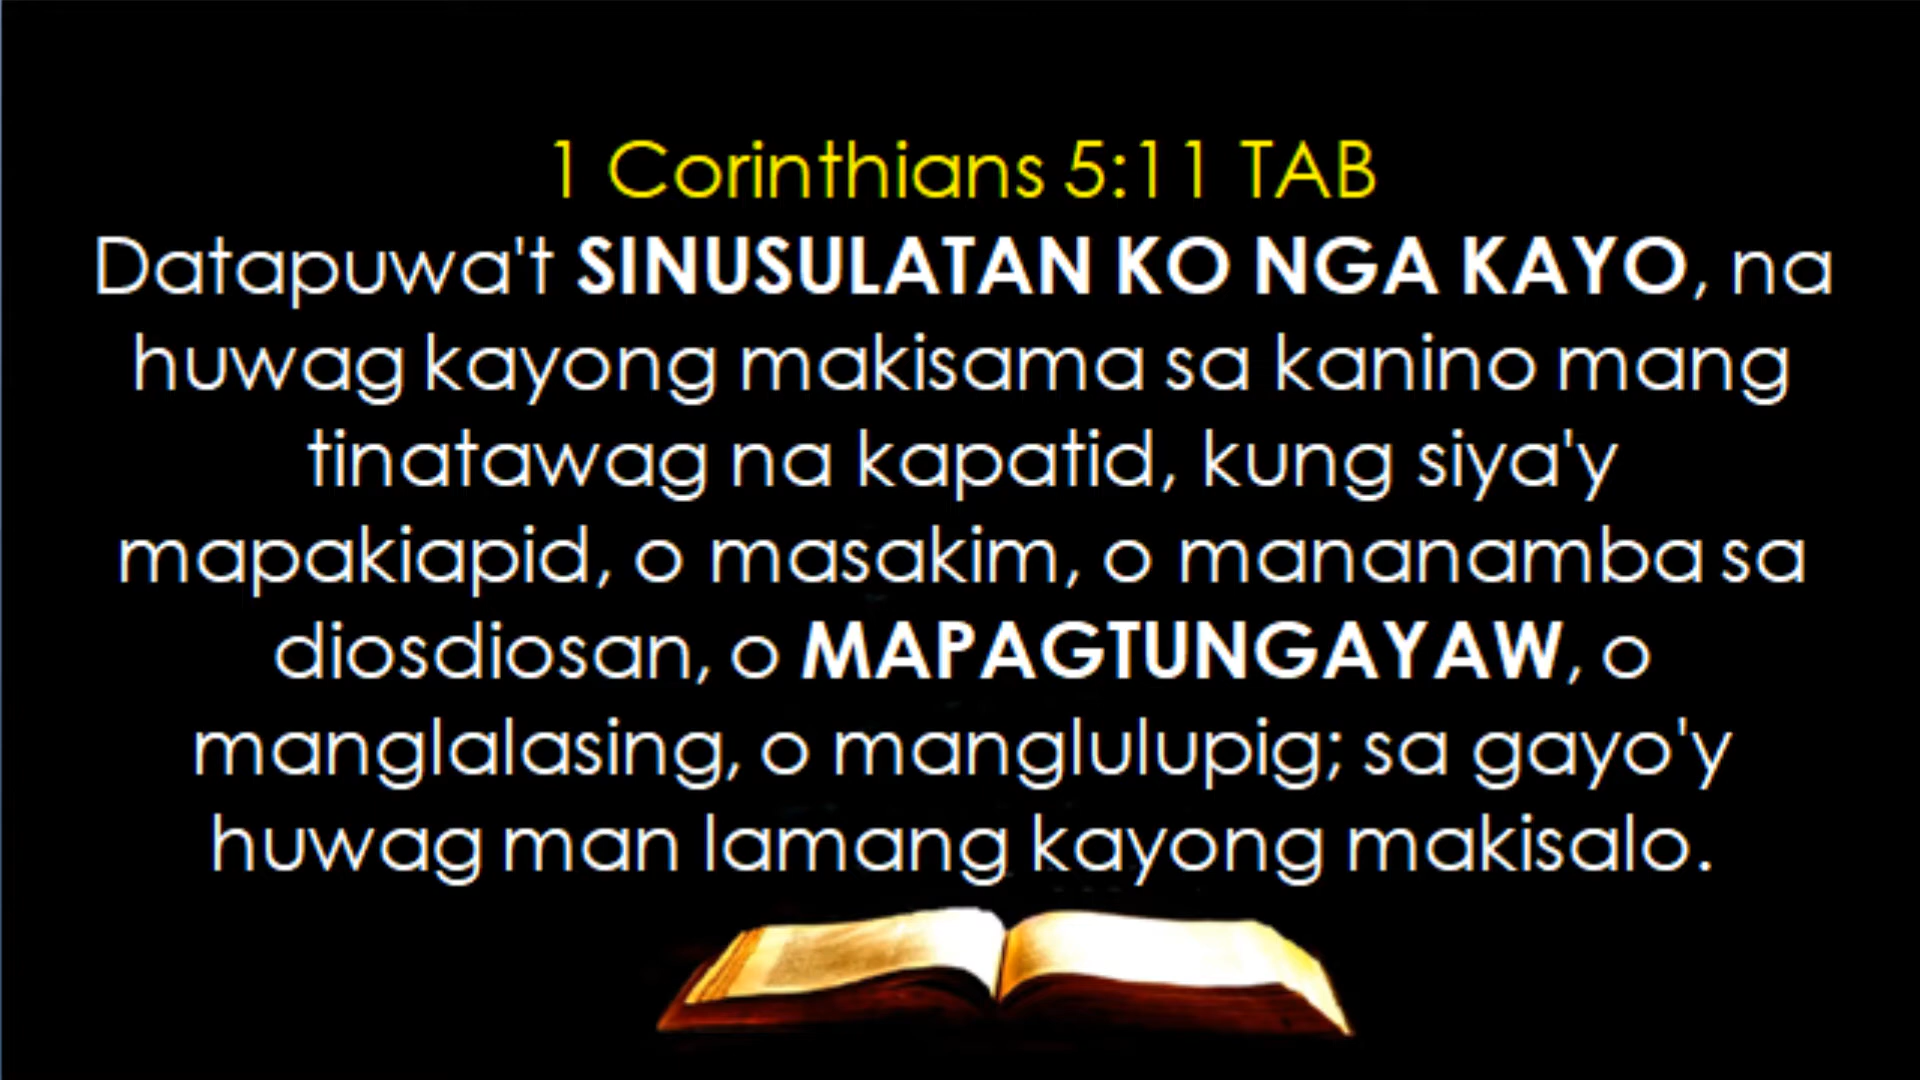 1 Corinthians 5:11 TAB
Datapuwa't SINUSULATAN KO NGA KAYO, na
huwag kayong makisama sa kanino mang
tinatawag na kapatid, kung siya'y
mapakiapid, o masakim, o mananamba sa
diosdiosan, o MAPAGTUNGAYAW, o
manglalasing, o manglulupig; sa gayo'y
huwag man lamang kayong makisalo.